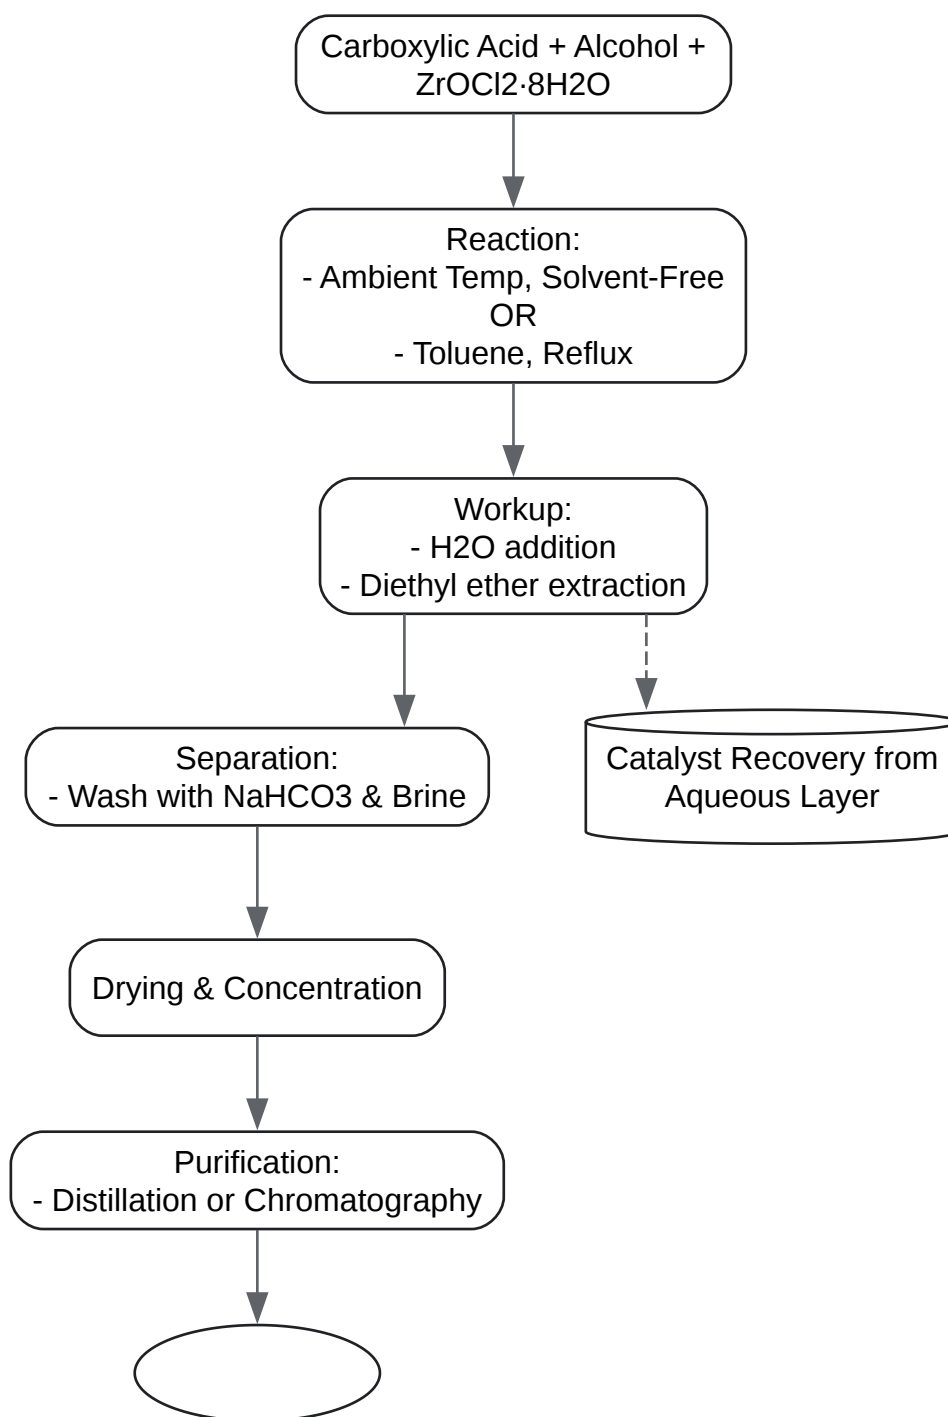 Carboxylic Acid + Alcohol +
ZrOCl2·8H2O
Reaction:
- Ambient Temp, Solvent-Free
OR
- Toluene, Reflux
Workup:
- H2O addition
- Diethyl ether extraction
Separation:
- Wash with NaHCO3 & Brine
Catalyst Recovery from
Aqueous Layer
Drying & Concentration
Purification:
- Distillation or Chromatography